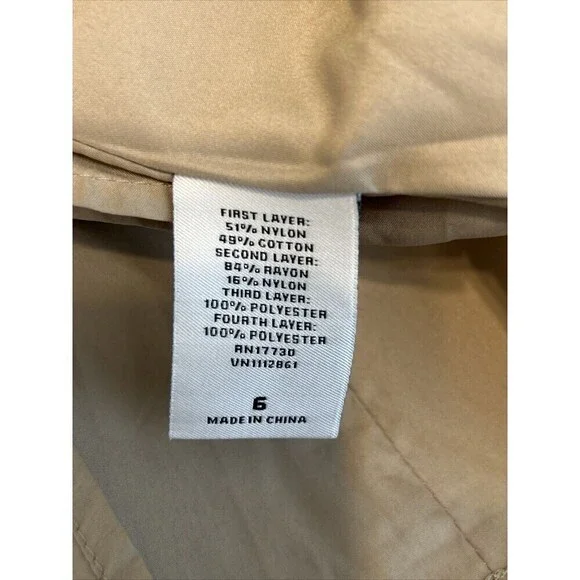 FIRST LAYER:
51% NYLON
49% COTTON
SECOND LAYER:
84% RAYON
16% NYLON
THIRD LAYER:
100% POLYESTER
FOURTH LAYER:
100% POLYESTER
RN17730
VN1112861
6
MADE IN CHINA